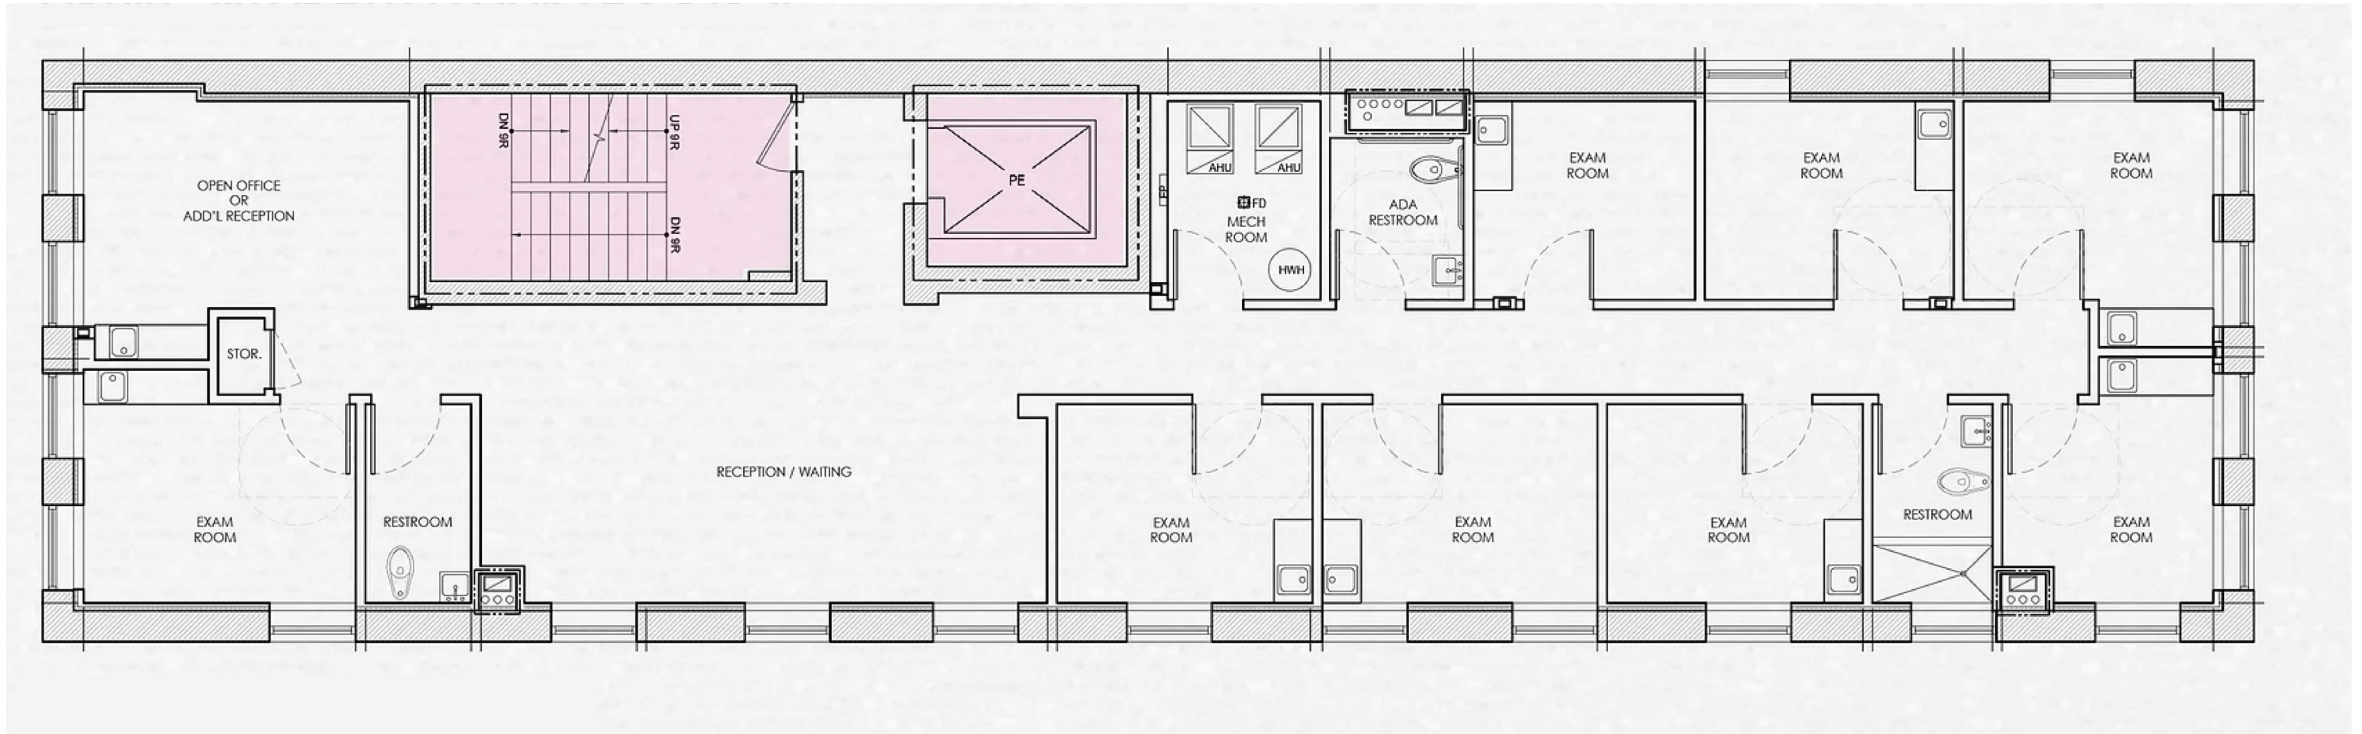 OPEN OFFICE
OR
ADD'L RECEPTION
DN 9R
UP 9R
DN 9R
PE
FP
AHU
AHU
FD
MECH
ROOM
HWH
ADA
RESTROOM
EXAM
ROOM
EXAM
ROOM
EXAM
ROOM
STOR.
EXAM
ROOM
RESTROOM
RECEPTION / WAITING
EXAM
ROOM
EXAM
ROOM
EXAM
ROOM
RESTROOM
EXAM
ROOM